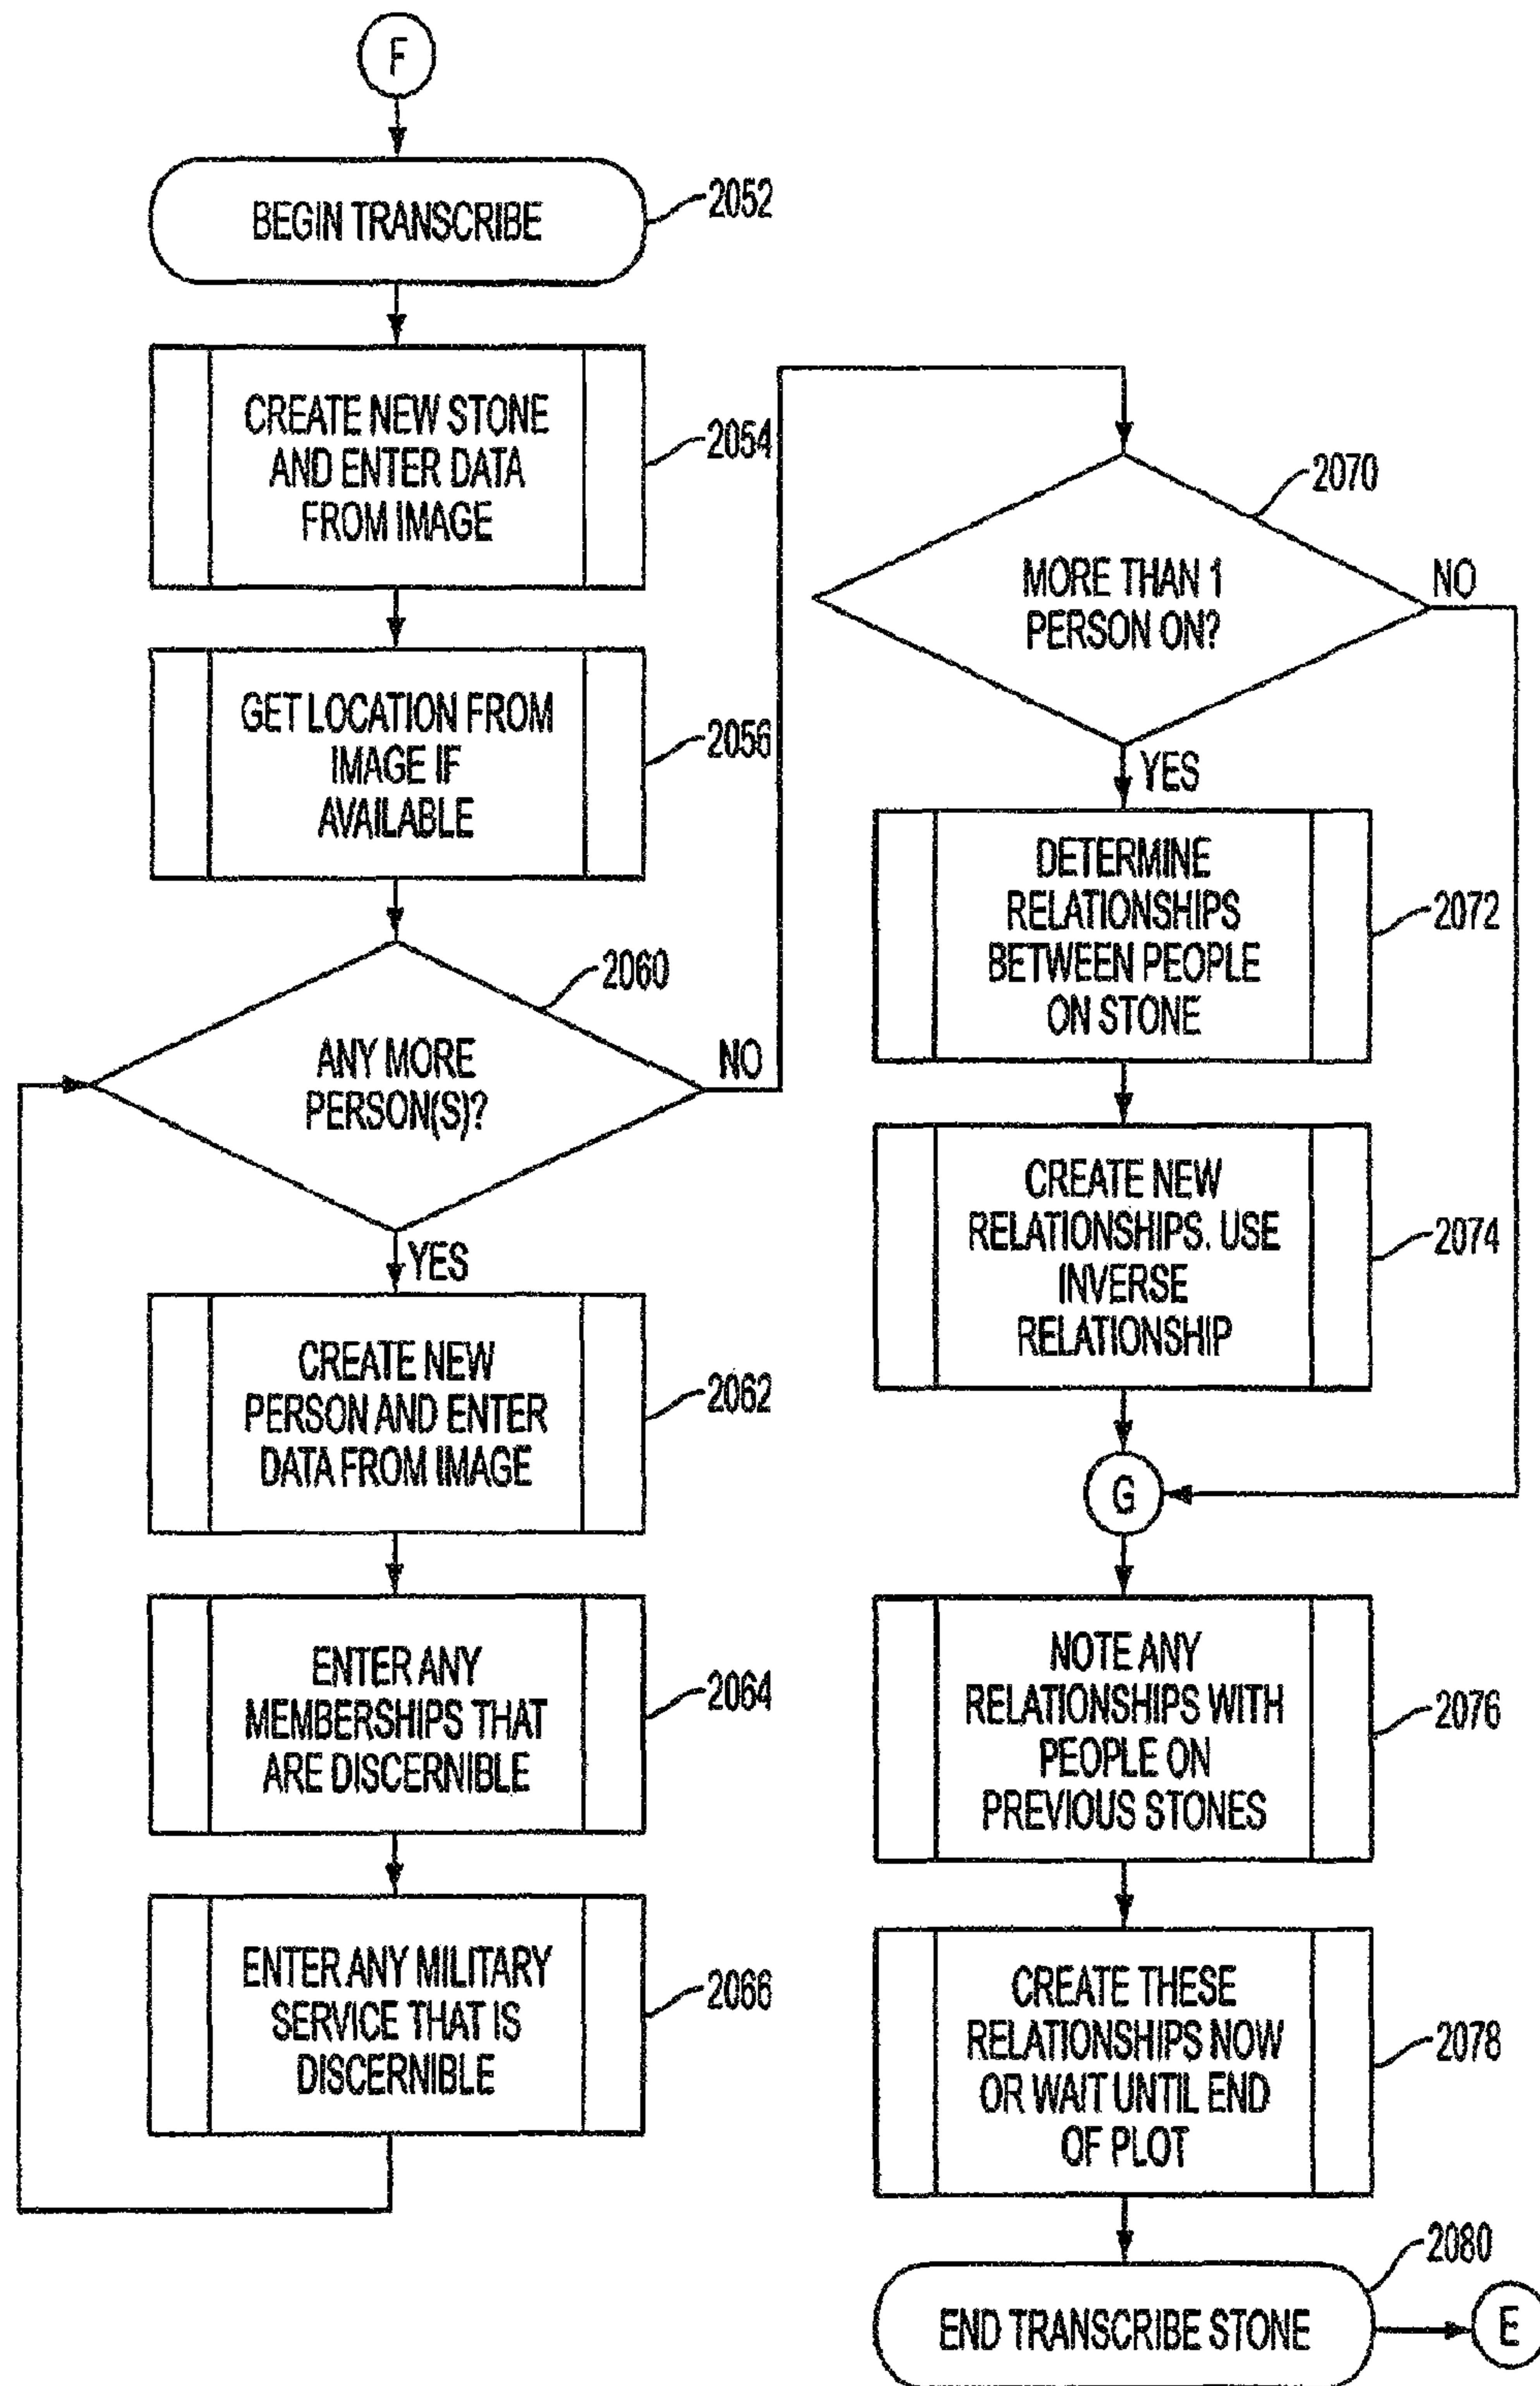 F
BEGIN TRANSCRIBE
2052
CREATE NEW STONE
AND ENTER DATA
FROM IMAGE
2054
GET LOCATION FROM
IMAGE IF
AVAILABLE
2056
2060
ANY MORE
PERSON(S)?
NO
YES
CREATE NEW
PERSON AND ENTER
DATA FROM IMAGE
2062
ENTER ANY
MEMBERSHIPS THAT
ARE DISCERNIBLE
2064
ENTER ANY MILITARY
SERVICE THAT IS
DISCERNIBLE
2066
2070
MORE THAN 1
PERSON ON?
NO
YES
DETERMINE
RELATIONSHIPS
BETWEEN PEOPLE
ON STONE
2072
CREATE NEW
RELATIONSHIPS. USE
INVERSE
RELATIONSHIP
2074
G
NOTE ANY
RELATIONSHIPS WITH
PEOPLE ON
PREVIOUS STONES
2076
CREATE THESE
RELATIONSHIPS NOW
OR WAIT UNTIL END
OF PLOT
2078
2080
END TRANSCRIBE STONE
E